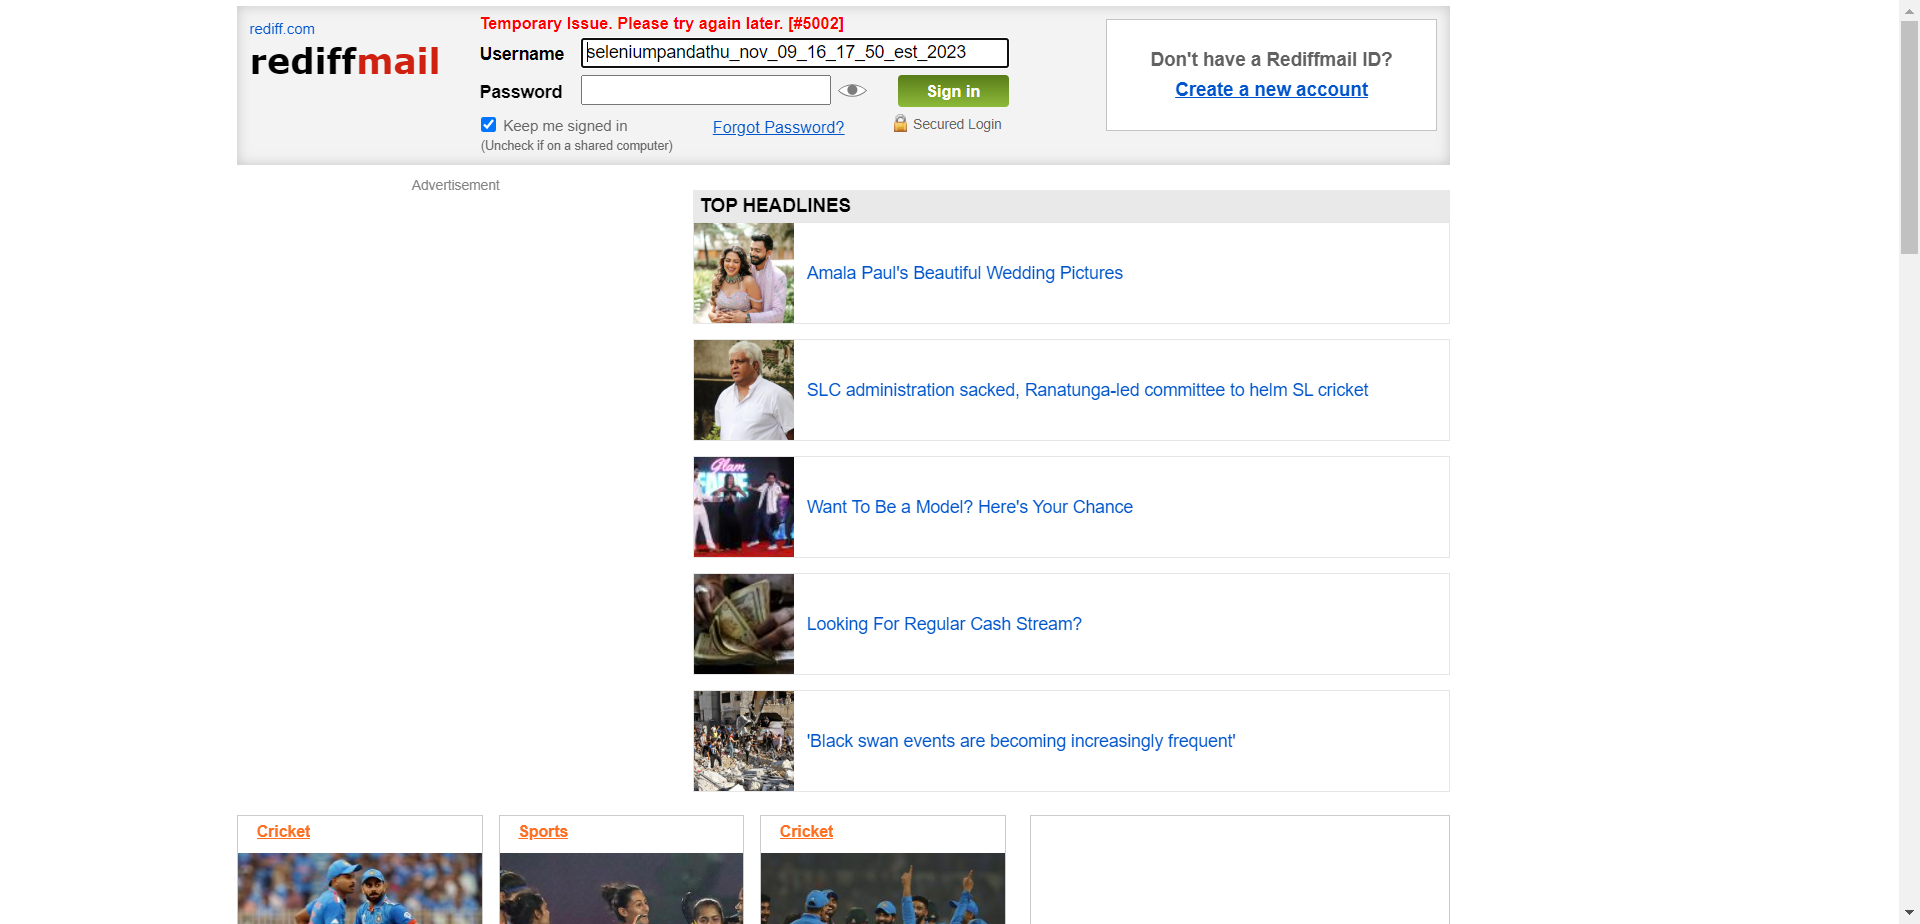 rediff.com
rediffmail
Temporary Issue. Please try again later. [#5002]
Username seleniumpandathu_nov_09_16_17_50_est_2023
Password Sign in
Keep me signed in
(Uncheck if on a shared computer)
Forgot Password?
Secured Login
Don't have a Rediffmail ID?
Create a new account
Advertisement
TOP HEADLINES
Amala Paul's Beautiful Wedding Pictures
SLC administration sacked, Ranatunga-led committee to helm SL cricket
Glam
Want To Be a Model? Here's Your Chance
Looking For Regular Cash Stream?
'Black swan events are becoming increasingly frequent'
Cricket
Sports
Cricket